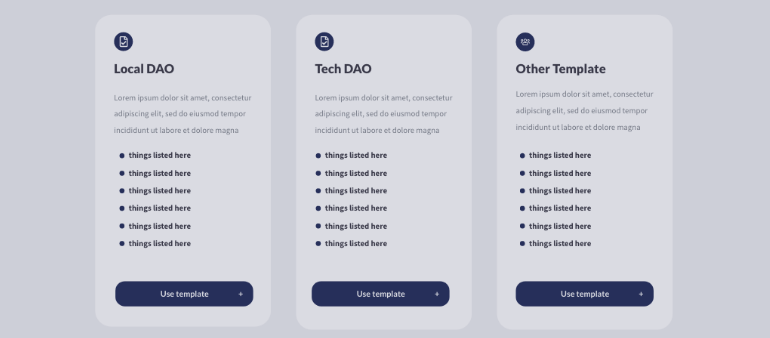 Local DAO
Lorem ipsum dolor sit amet, consectetur
adipiscing elit, sed do eiusmod tempor
incididunt ut labore et dolore magna
things listed here
things listed here
things listed here
things listed here
things listed here
things listed here
Use template +
Tech DAO
Lorem ipsum dolor sit amet, consectetur
adipiscing elit, sed do eiusmod tempor
incididunt ut labore et dolore magna
things listed here
things listed here
things listed here
things listed here
things listed here
things listed here
Use template +
Other Template
Lorem ipsum dolor sit amet, consectetur
adipiscing elit, sed do eiusmod tempor
incididunt ut labore et dolore magna
things listed here
things listed here
things listed here
things listed here
things listed here
things listed here
Use template +